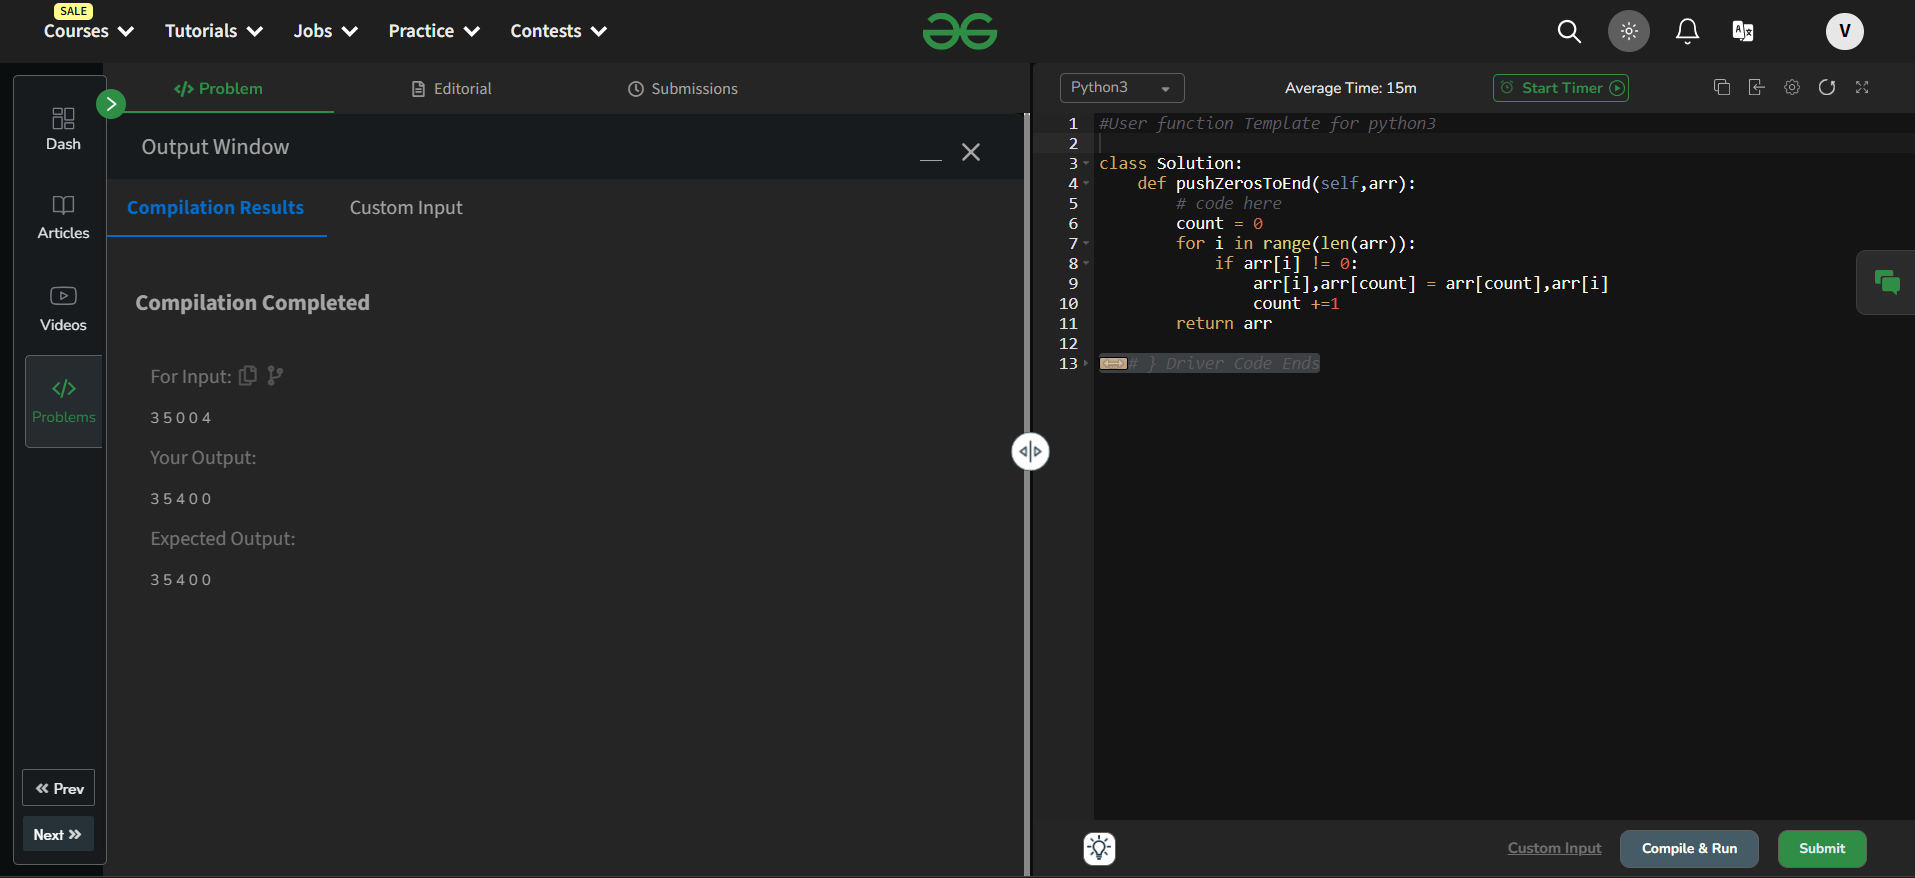 SALE
Courses Tutorials Jobs Practice Contests
V
Problem Editorial Submissions
Python3 Average Time: 15m Start Timer
Dash
Articles
Videos
Problems
Prev
Next
Output Window
Compilation Results Custom Input
Compilation Completed
For Input:
3 5 0 0 4
Your Output:
3 5 4 0 0
Expected Output:
3 5 4 0 0
1 #User function Template for python3
2
3 class Solution:
4 def pushZerosToEnd(self,arr):
5 # code here
6 count = 0
7 for i in range(len(arr)):
8 if arr[i] != 0:
9 arr[i],arr[count] = arr[count],arr[i]
10 count +=1
11 return arr
12
13 # } Driver Code Ends
Custom Input Compile & Run Submit